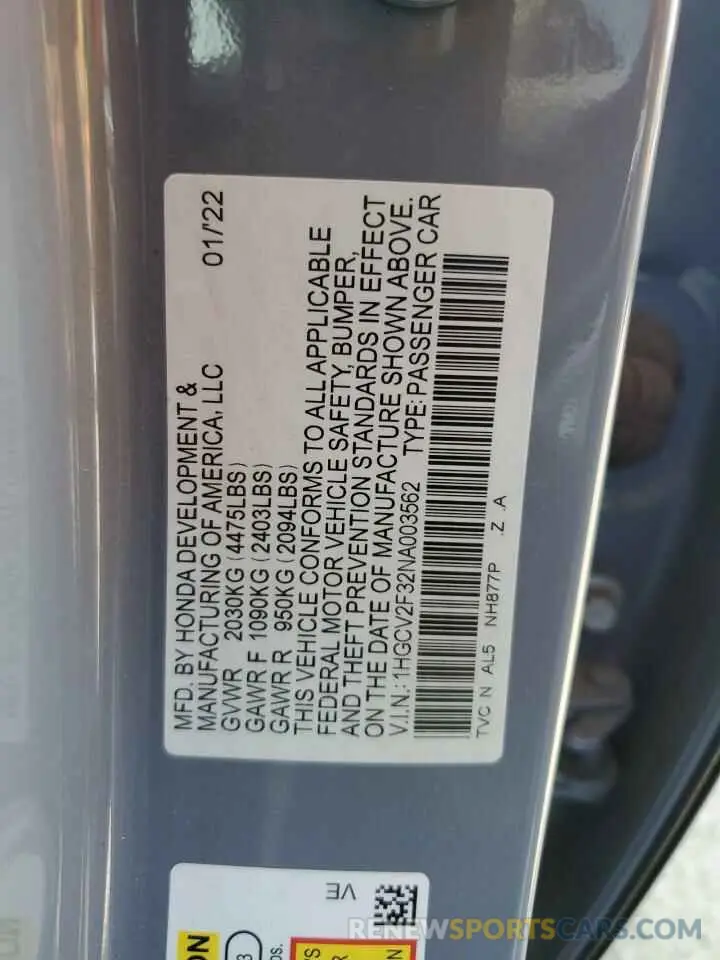 MFD. BY HONDA DEVELOPMENT &
MANUFACTURING OF AMERICA, LLC 01/'22
GVWR 2030KG (4475LBS)
GAWR F 1090KG (2403LBS)
GAWR R 950KG (2094LBS)
THIS VEHICLE CONFORMS TO ALL APPLICABLE
FEDERAL MOTOR VEHICLE SAFETY, BUMPER,
AND THEFT PREVENTION STANDARDS IN EFFECT
ON THE DATE OF MANUFACTURE SHOWN ABOVE.
V.I.N.:1HGCV2F32NA003562 TYPE: PASSENGER CAR
TVC N AL5 NH877P .Z .A
VE
RENEWSPORTSCARS.COM